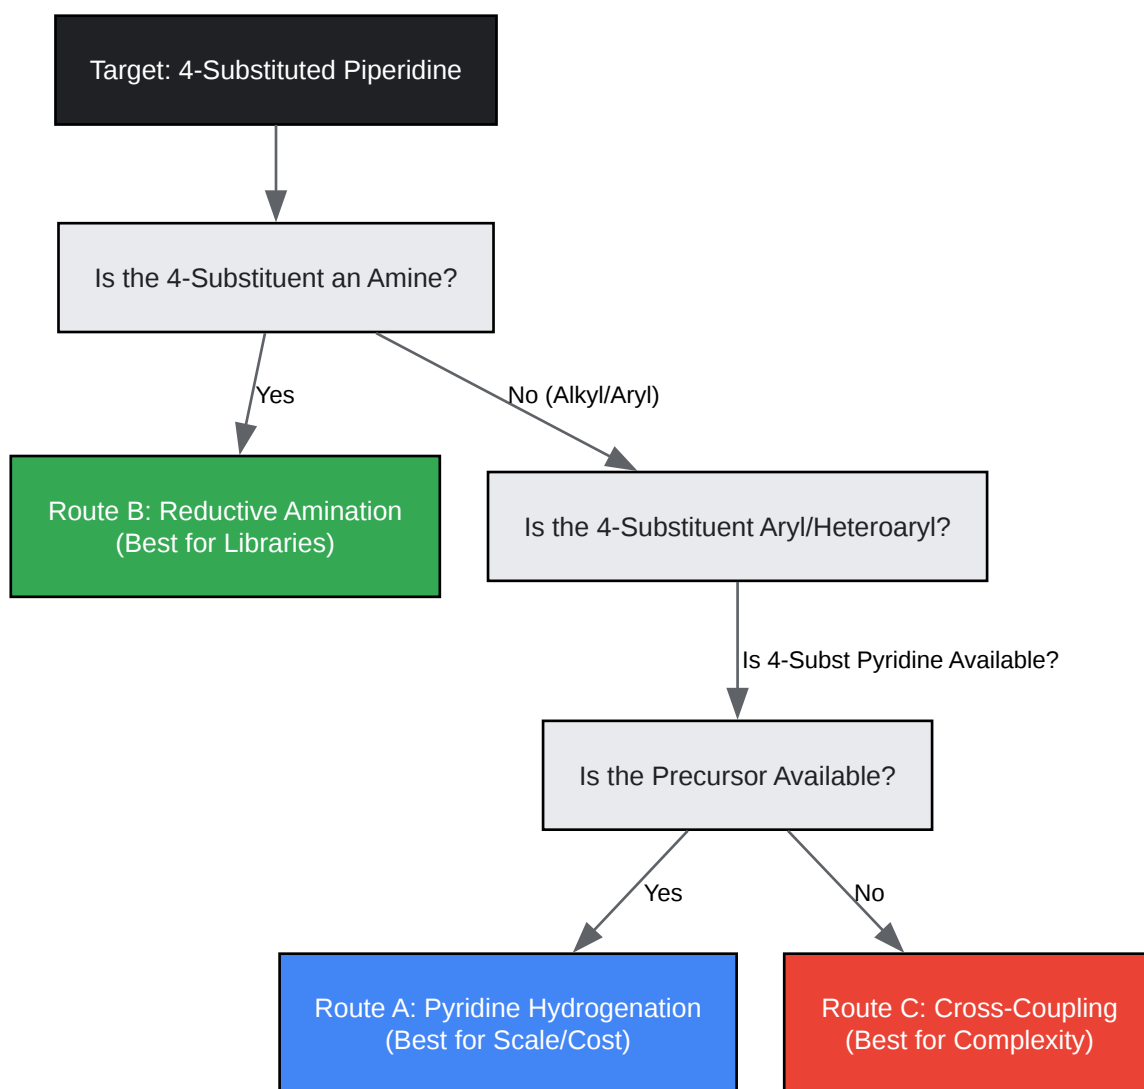 Target: 4-Substituted Piperidine
Is the 4-Substituent an Amine?
Yes
No (Alkyl/Aryl)
Route B: Reductive Amination
(Best for Libraries)
Is the 4-Substituent Aryl/Heteroaryl?
Is 4-Subst Pyridine Available?
Is the Precursor Available?
Yes
No
Route A: Pyridine Hydrogenation
(Best for Scale/Cost)
Route C: Cross-Coupling
(Best for Complexity)